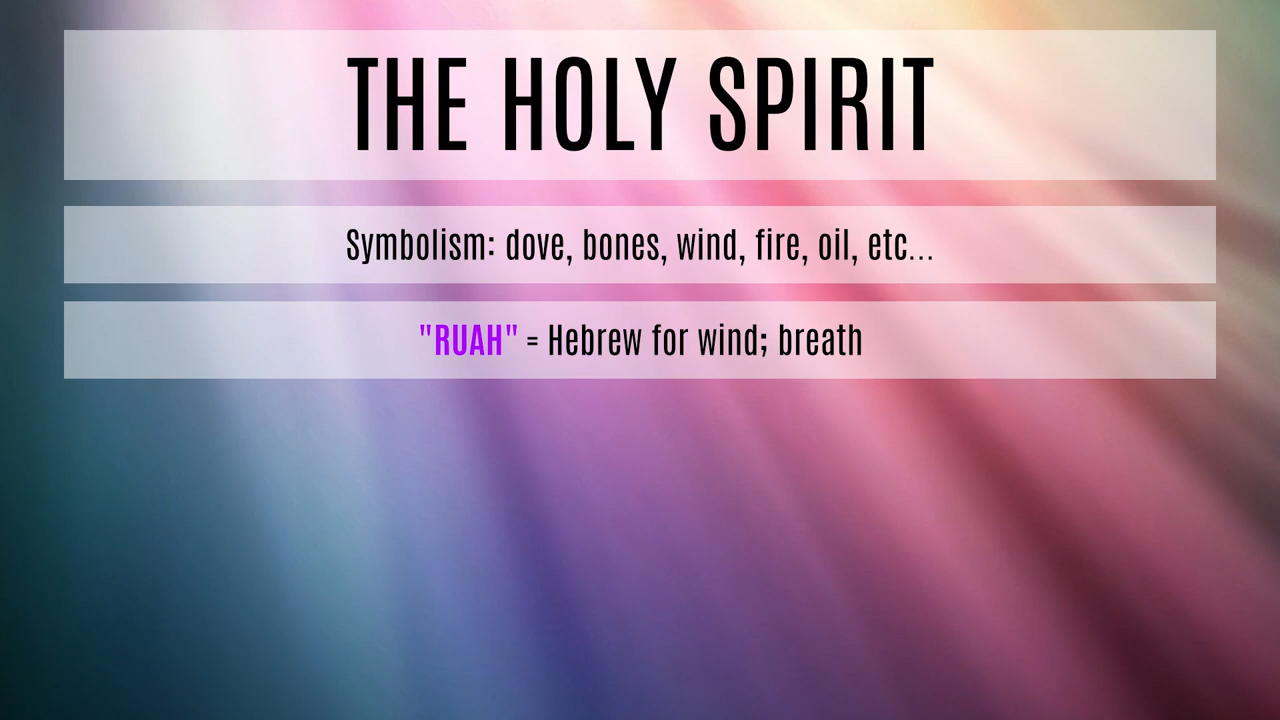 THE HOLY SPIRIT
Symbolism: dove, bones, wind, fire, oil, etc...
"RUAH" = Hebrew for wind; breath